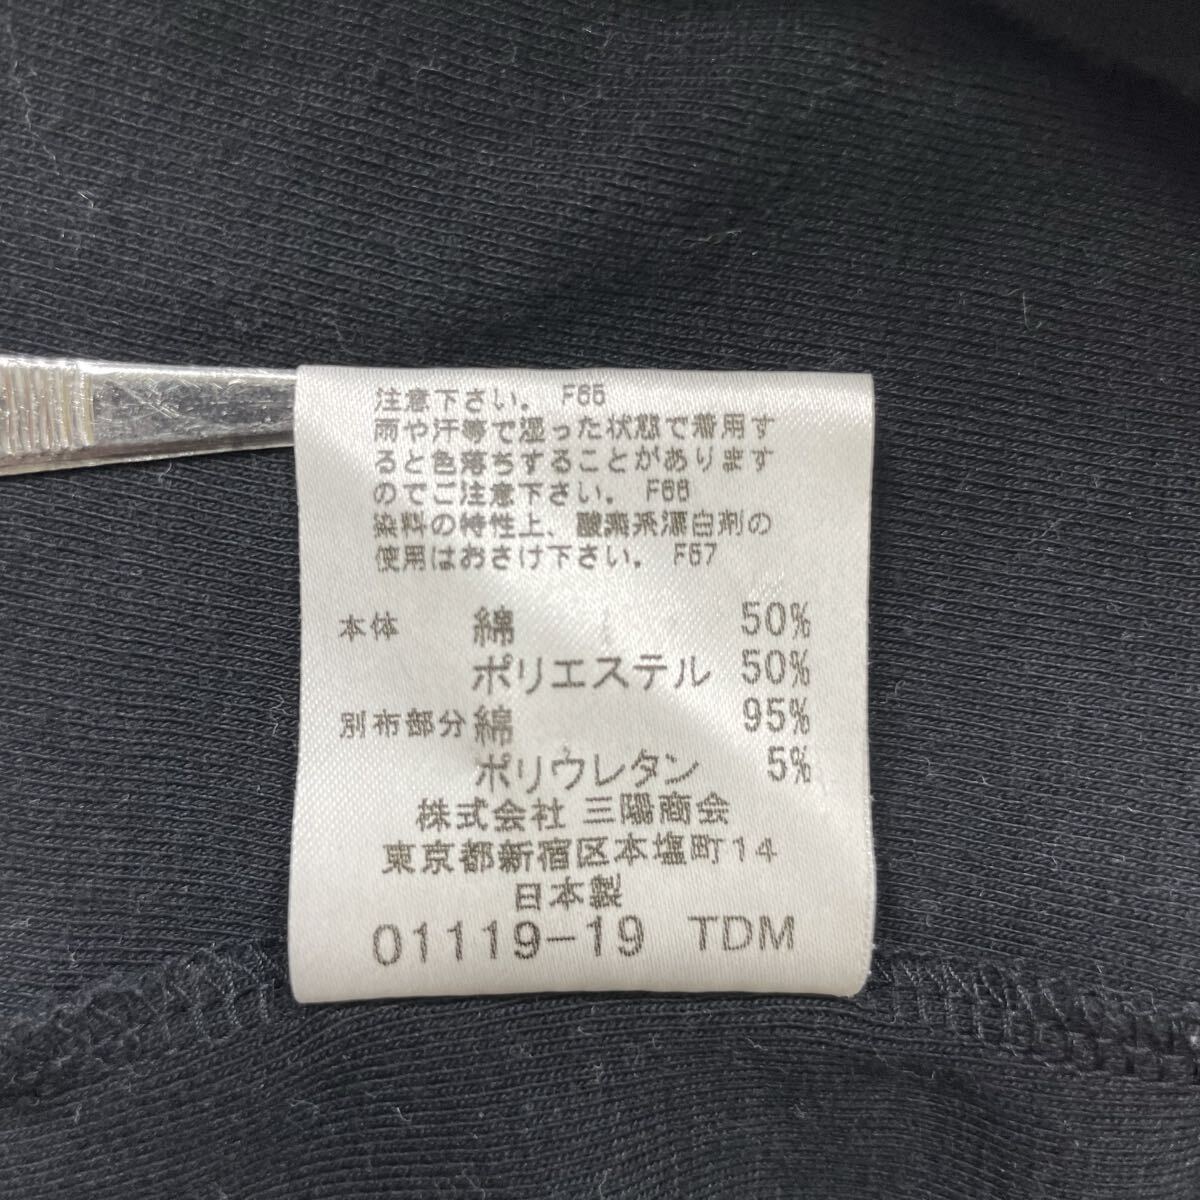 注意下さい。 F65
雨や汗等で湿った状態で着用す
ると色落ちすることがあります
のでご注意下さい。 F66
染料の特性上、酸素系漂白剤の
使用はおさけ下さい。 F67
本体 綿 50%
ポリエステル 50%
別布部分 綿 95%
ポリウレタン 5%
株式会社 三陽商会
東京都新宿区本塩町14
日本製
01119-19 TDM